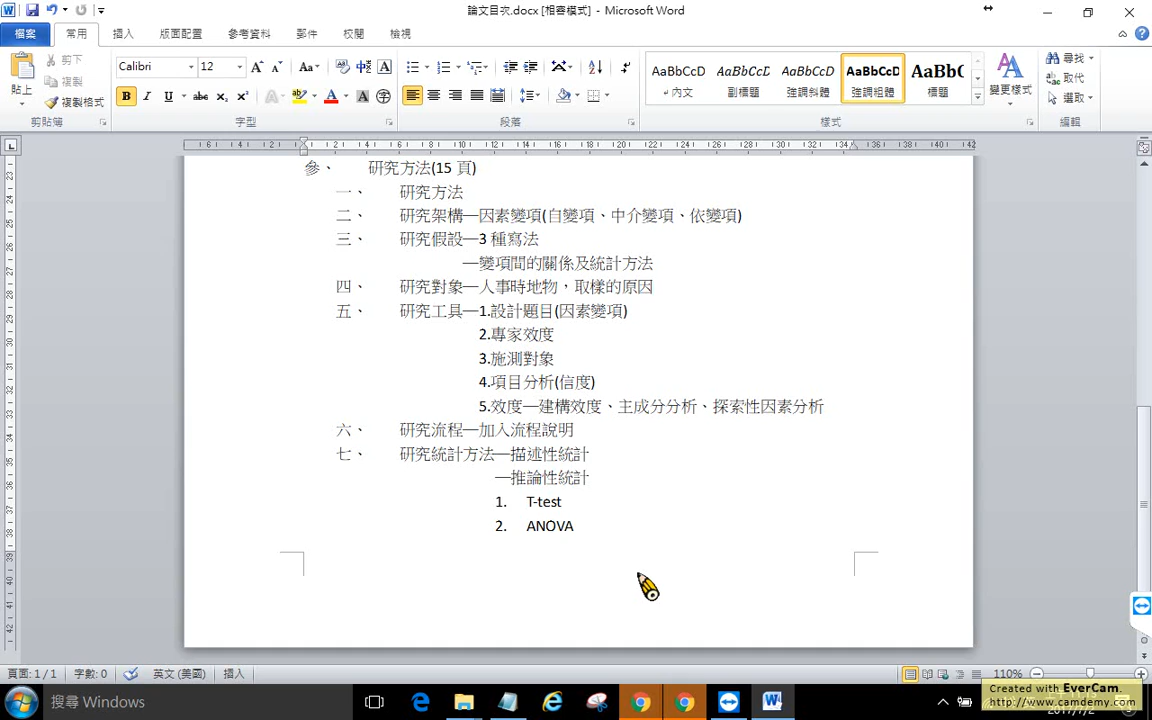 論文目次.docx [相容模式] - Microsoft Word
檔案 常用 插入 版面配置 參考資料 郵件 校閱 檢視
貼上 剪下 複製 複製格式 剪貼簿
Calibri 12 字型
段落
AaBbCcD 內文 AaBbCcD 副標題 AaBbCcD 強調斜體 AaBbCcD 強調粗體 AaBb( 標題 變更樣式 樣式
尋找 取代 選取 編輯
參、 研究方法(15 頁)
一、 研究方法
二、 研究架構—因素變項(自變項、中介變項、依變項)
三、 研究假設—3 種寫法
—變項間的關係及統計方法
四、 研究對象—人事時地物，取樣的原因
五、 研究工具—1.設計題目(因素變項)
2.專家效度
3.施測對象
4.項目分析(信度)
5.效度—建構效度、主成分分析、探索性因素分析
六、 研究流程—加入流程說明
七、 研究統計方法—描述性統計
—推論性統計
1. T-test
2. ANOVA
頁面: 1/1 字數: 0 英文 (美國) 插入 110%
搜尋 Windows
Created with EverCam.
http://www.camdemy.com